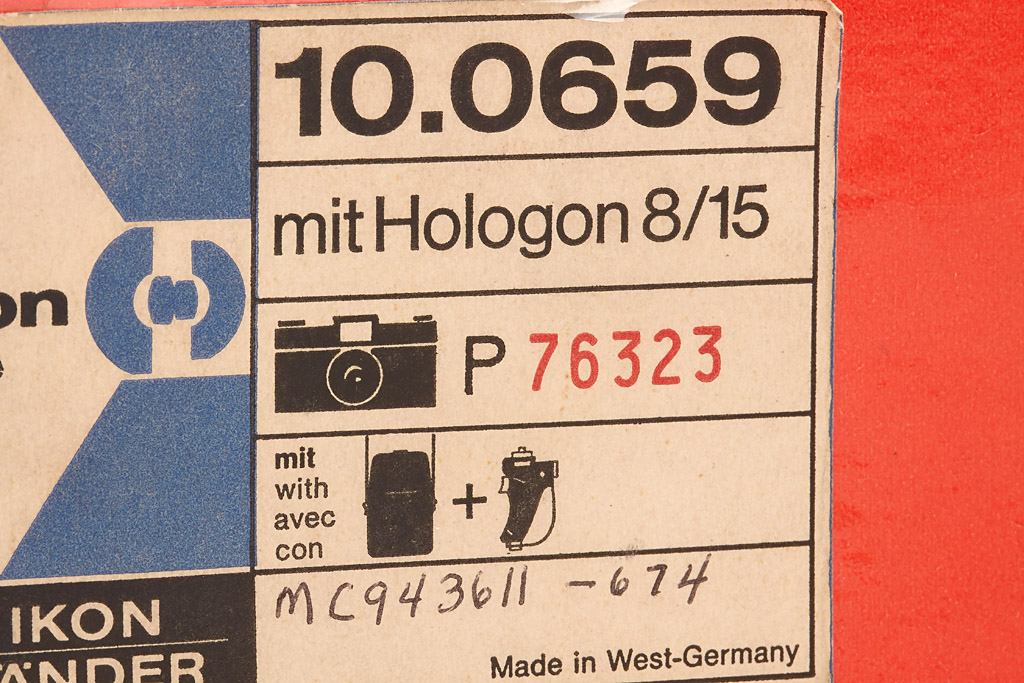 10.0659
mit Hologon 8/15
on
P 76323
mit
with
avec
con
+
MC943611 -674
IKON
ÄNDER
Made in West-Germany